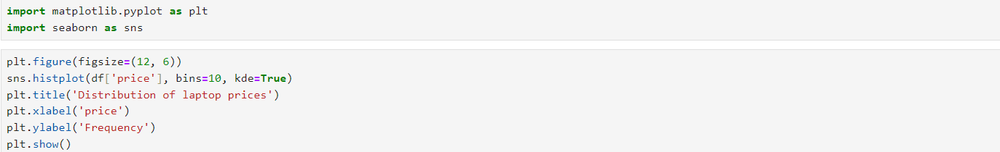 import matplotlib.pyplot as plt
import seaborn as sns
plt.figure(figsize=(12, 6))
sns.histplot(df['price'], bins=10, kde=True)
plt.title('Distribution of laptop prices')
plt.xlabel('price')
plt.ylabel('Frequency')
plt.show()